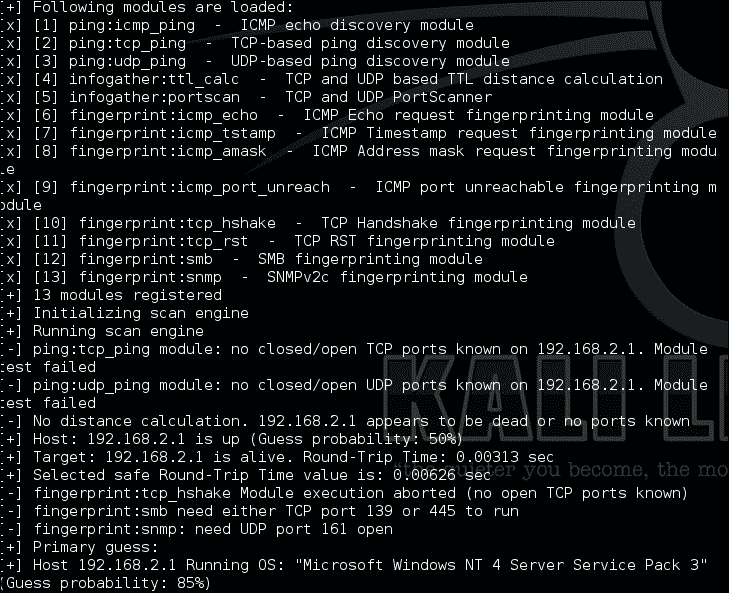 [+] Following modules are loaded:
[x] [1] ping:icmp_ping  -  ICMP echo discovery module
[x] [2] ping:tcp_ping  -  TCP-based ping discovery module
[x] [3] ping:udp_ping  -  UDP-based ping discovery module
[x] [4] infogather:ttl_calc  -  TCP and UDP based TTL distance calculation
[x] [5] infogather:portscan  -  TCP and UDP PortScanner
[x] [6] fingerprint:icmp_echo  -  ICMP Echo request fingerprinting module
[x] [7] fingerprint:icmp_tstamp  -  ICMP Timestamp request fingerprinting module
[x] [8] fingerprint:icmp_amask  -  ICMP Address mask request fingerprinting modu
le
[x] [9] fingerprint:icmp_port_unreach  -  ICMP port unreachable fingerprinting m
odule
[x] [10] fingerprint:tcp_hshake  -  TCP Handshake fingerprinting module
[x] [11] fingerprint:tcp_rst  -  TCP RST fingerprinting module
[x] [12] fingerprint:smb  -  SMB fingerprinting module
[x] [13] fingerprint:snmp  -  SNMPv2c fingerprinting module
[+] 13 modules registered
[+] Initializing scan engine
[+] Running scan engine
[-] ping:tcp_ping module: no closed/open TCP ports known on 192.168.2.1. Module
test failed
[-] ping:udp_ping module: no closed/open UDP ports known on 192.168.2.1. Module
test failed
[-] No distance calculation. 192.168.2.1 appears to be dead or no ports known
[+] Host: 192.168.2.1 is up (Guess probability: 50%)
[+] Target: 192.168.2.1 is alive. Round-Trip Time: 0.00313 sec
[+] Selected safe Round-Trip Time value is: 0.00626 sec
[-] fingerprint:tcp_hshake Module execution aborted (no open TCP ports known)
[-] fingerprint:smb need either TCP port 139 or 445 to run
[-] fingerprint:snmp: need UDP port 161 open
[+] Primary guess:
[+] Host 192.168.2.1 Running OS: "Microsoft Windows NT 4 Server Service Pack 3"
(Guess probability: 85%)
KALI LI
"the quieter you become, the mo